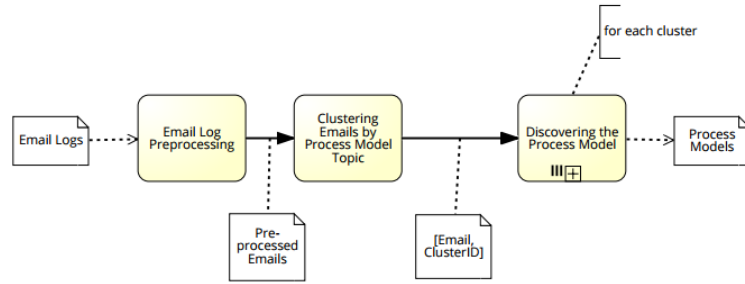 for each cluster
Email Logs
Email Log
Preprocessing
Clustering
Emails by
Process Model
Topic
Discovering the
Process Model
Process
Models
Pre-
processed
Emails
[Email,
ClusterID]